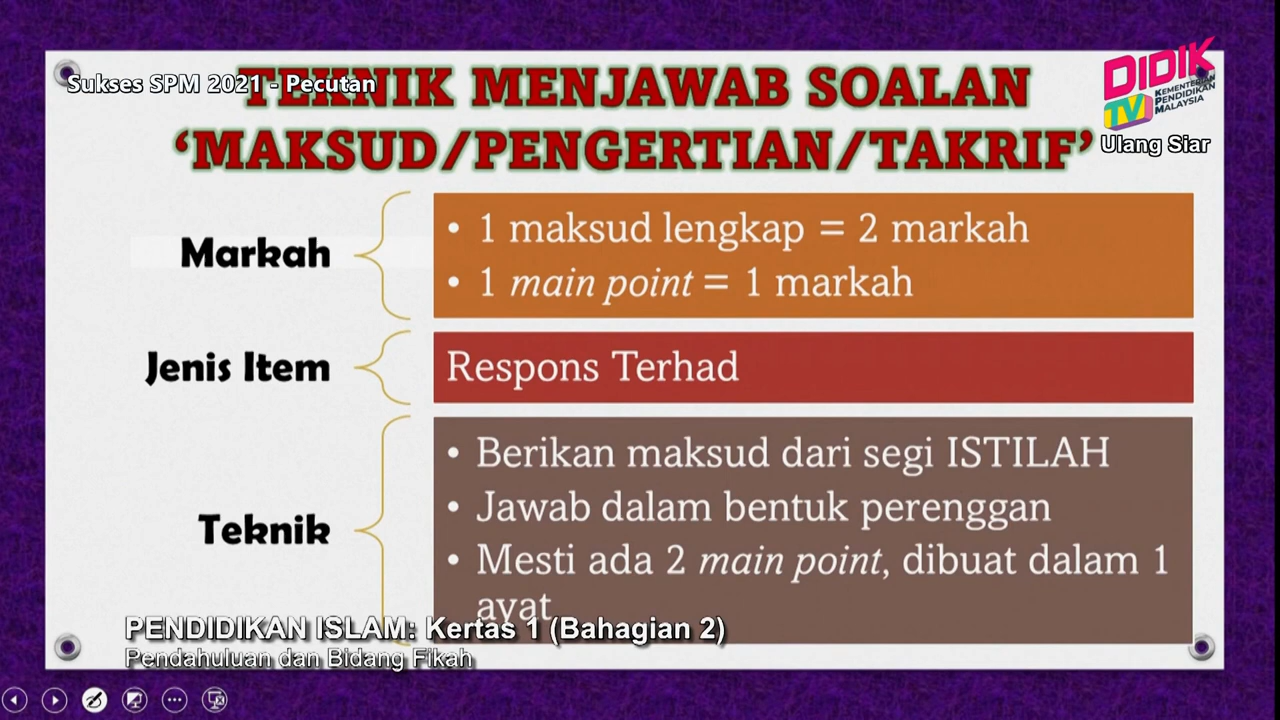 Sukses SPM 2021 - Pecutan
TEKNIK MENJAWAB SOALAN
‘MAKSUD/PENGERTIAN/TAKRIF’
DIDIK
TV
KEMENTERIAN
PENDIDIKAN
MALAYSIA
Ulang Siar
Markah
• 1 maksud lengkap = 2 markah
• 1 main point = 1 markah
Jenis Item
Respons Terhad
Teknik
• Berikan maksud dari segi ISTILAH
• Jawab dalam bentuk perenggan
• Mesti ada 2 main point, dibuat dalam 1
ayat
PENDIDIKAN ISLAM: Kertas 1 (Bahagian 2)
Pendahuluan dan Bidang Fikah